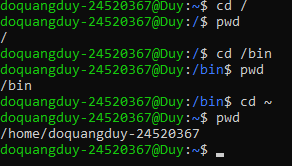 doquangduy-24520367@Duy:~$ cd /
doquangduy-24520367@Duy:/$ pwd
/
doquangduy-24520367@Duy:/$ cd /bin
doquangduy-24520367@Duy:/bin$ pwd
/bin
doquangduy-24520367@Duy:/bin$ cd ~
doquangduy-24520367@Duy:~$ pwd
/home/doquangduy-24520367
doquangduy-24520367@Duy:~$